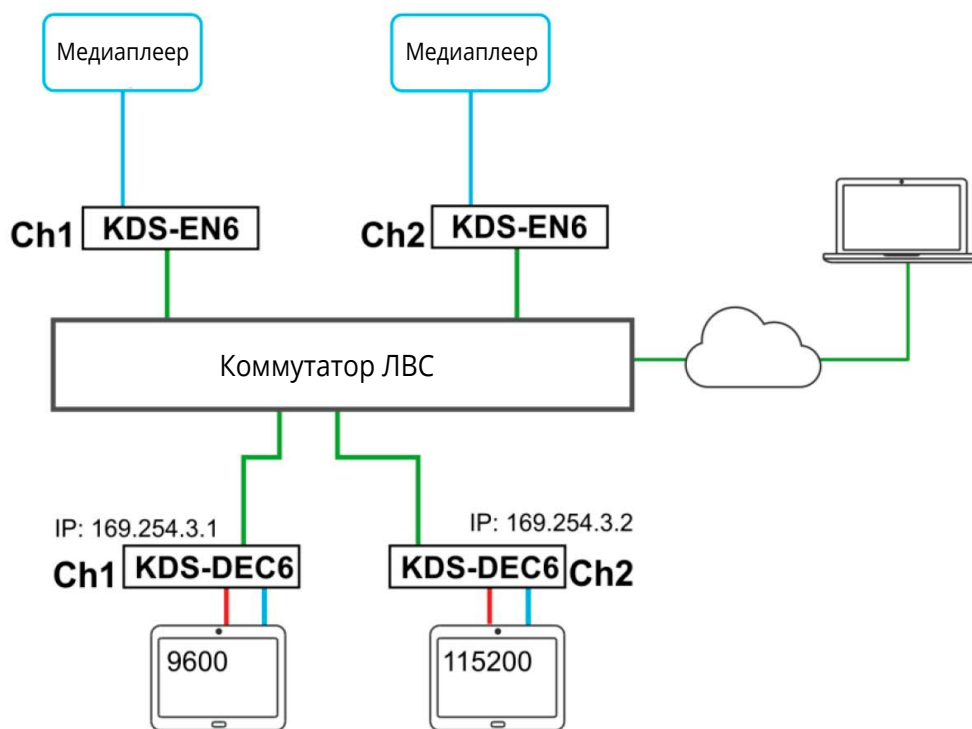 Медиаплеер
Медиаплеер
Ch1 KDS-EN6
Ch2 KDS-EN6
Коммутатор ЛВС
IP: 169.254.3.1
IP: 169.254.3.2
Ch1 KDS-DEC6
KDS-DEC6 Ch2
9600
115200